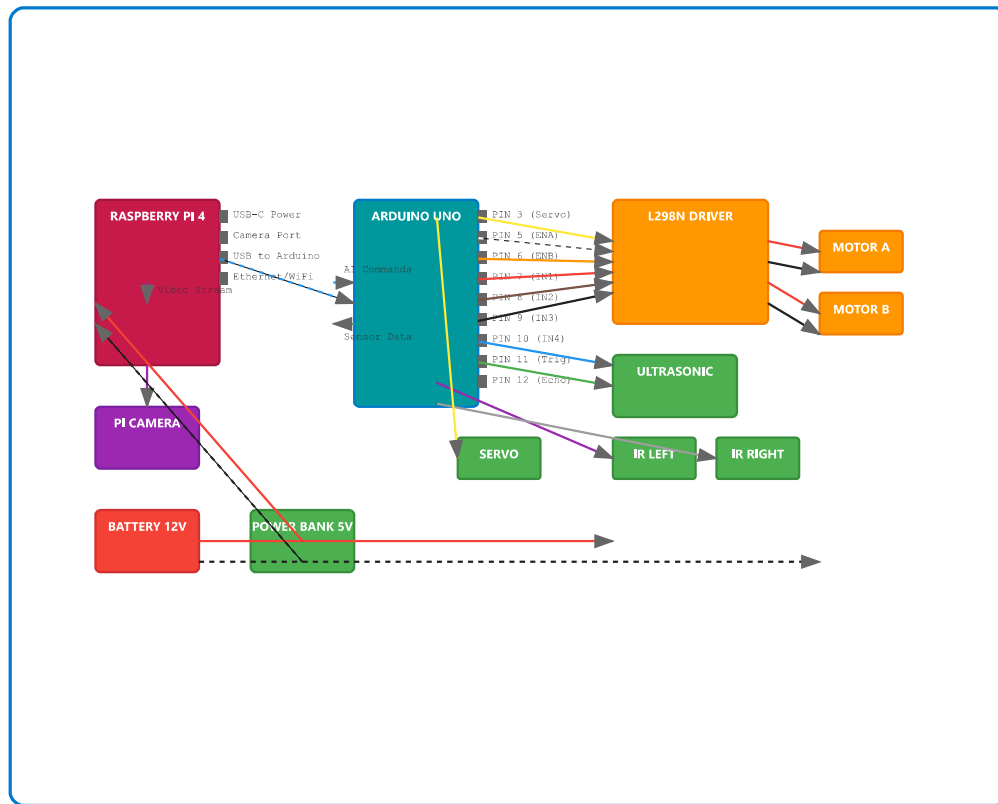 RASPBERRY PI 4
USB-C Power
Camera Port
USB to Arduino
Ethernet/WiFi
Video Stream
AI Commands
Sensor Data
ARDUINO UNO
PIN 3 (Servo)
PIN 5 (ENA)
PIN 6 (ENB)
PIN 7 (IN1)
PIN 8 (IN2)
PIN 9 (IN3)
PIN 10 (IN4)
PIN 11 (Trig)
PIN 12 (Echo)
L298N DRIVER
MOTOR A
MOTOR B
ULTRASONIC
PI CAMERA
SERVO
IR LEFT
IR RIGHT
BATTERY 12V
POWER BANK 5V